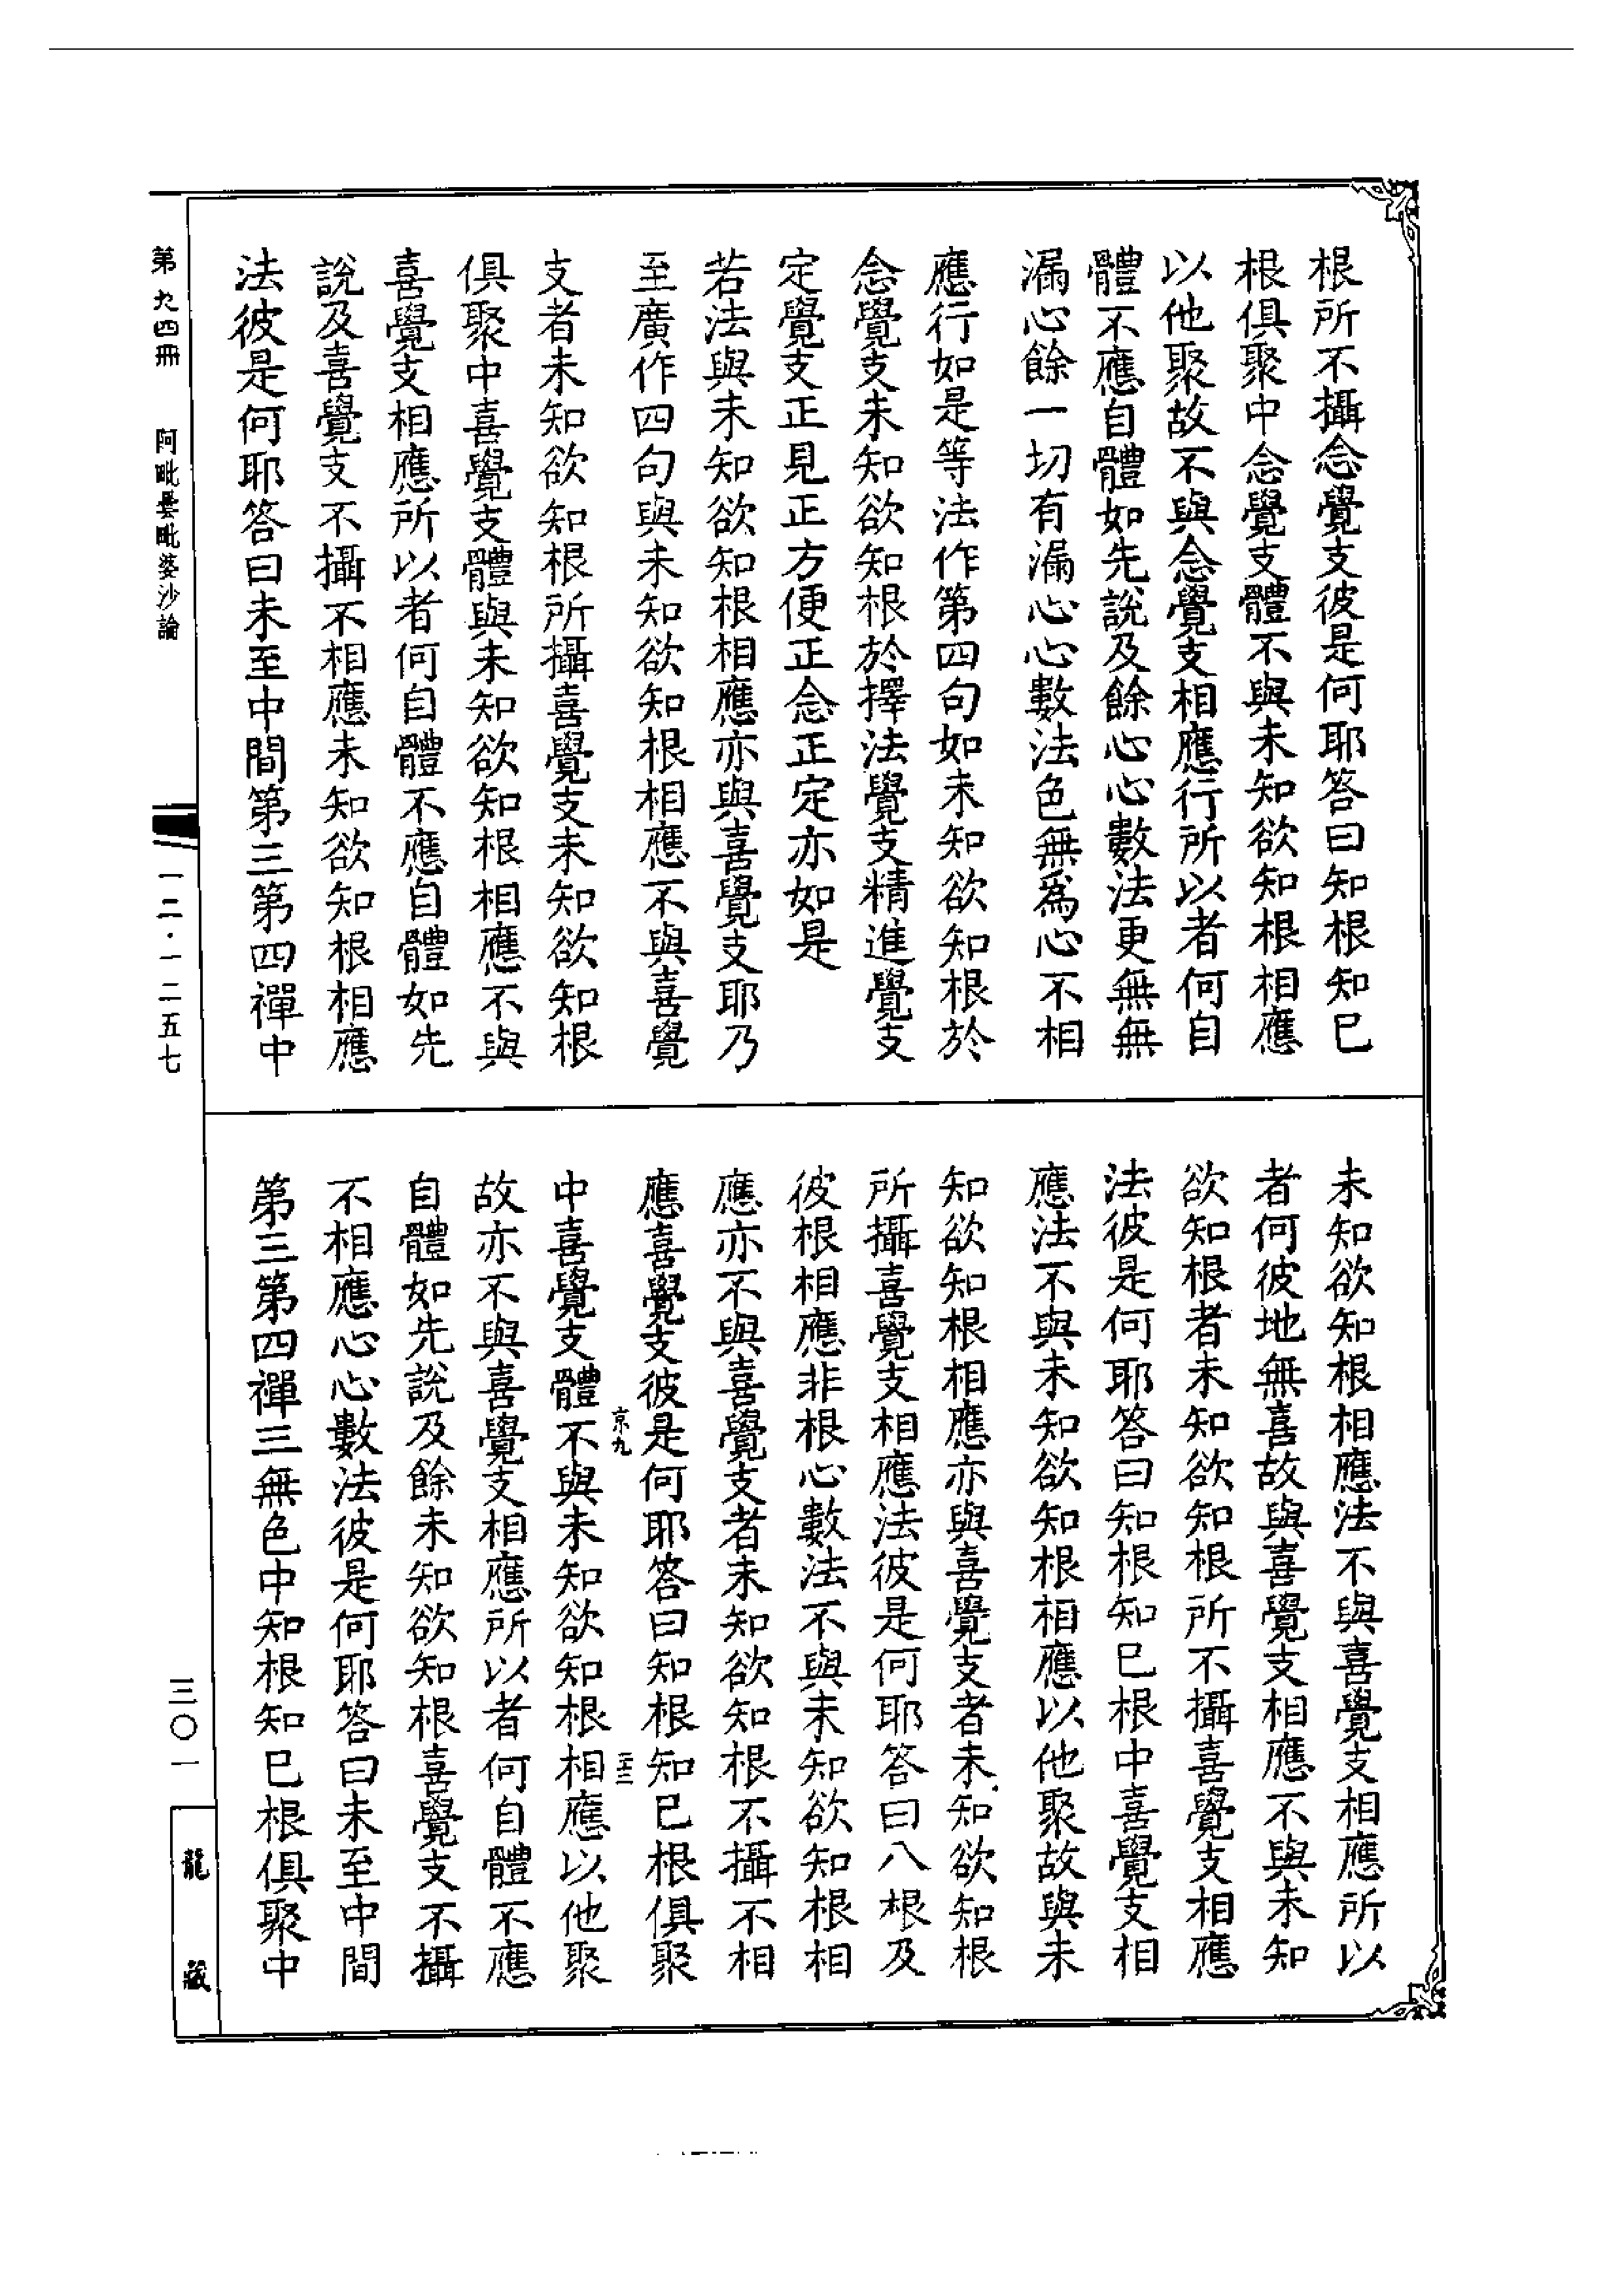 根所不攝念覺支彼是何耶答曰知根知已
根俱聚中念覺支體不與未知欲知根相應
以他聚故不與念覺支相應行所以者何自
體不應自體如先說及餘心心數法更無無
漏心餘一切有漏心心數法色無爲心不相
應行如是等法作第四句如未知欲知根於
念覺支未知欲知根於擇法覺支精進覺支
定覺支正見正方便正念正定亦如是
若法與未知欲知根相應亦與喜覺支耶乃
至廣作四句與未知欲知根相應不與喜覺
支者未知欲知根所攝喜覺支未知欲知根
俱聚中喜覺支體與未知欲知根相應不與
喜覺支相應所以者何自體不應自體如先
說及喜覺支不攝不相應未知欲知根相應
法彼是何耶答曰未至中間第三第四禪中
未知欲知根相應法不與喜覺支相應所以
者何彼地無喜故與喜覺支相應不與未知
欲知根者未知欲知根所不攝喜覺支相應
法彼是何耶答曰知根知已根中喜覺支相
應法不與未知欲知根相應以他聚故與未
知欲知根相應亦與喜覺支者未知欲知根
所攝喜覺支相應法彼是何耶答曰八根及
彼根相應非根心數法不與未知欲知根相
應亦不與喜覺支者未知欲知根不攝不相
應喜覺支彼是何耶答曰知根知已根俱聚
中喜覺支體不與未知欲知根相應以他聚
故亦不與喜覺支相應所以者何自體不應
自體如先說及餘未知欲知根喜覺支不攝
不相應心心數法彼是何耶答曰未至中間
第三第四禪三無色中知根知已根俱聚中
京九
二十三
第九四冊 阿毗曇毗婆沙論
一二·一二五七
三〇一
龍藏